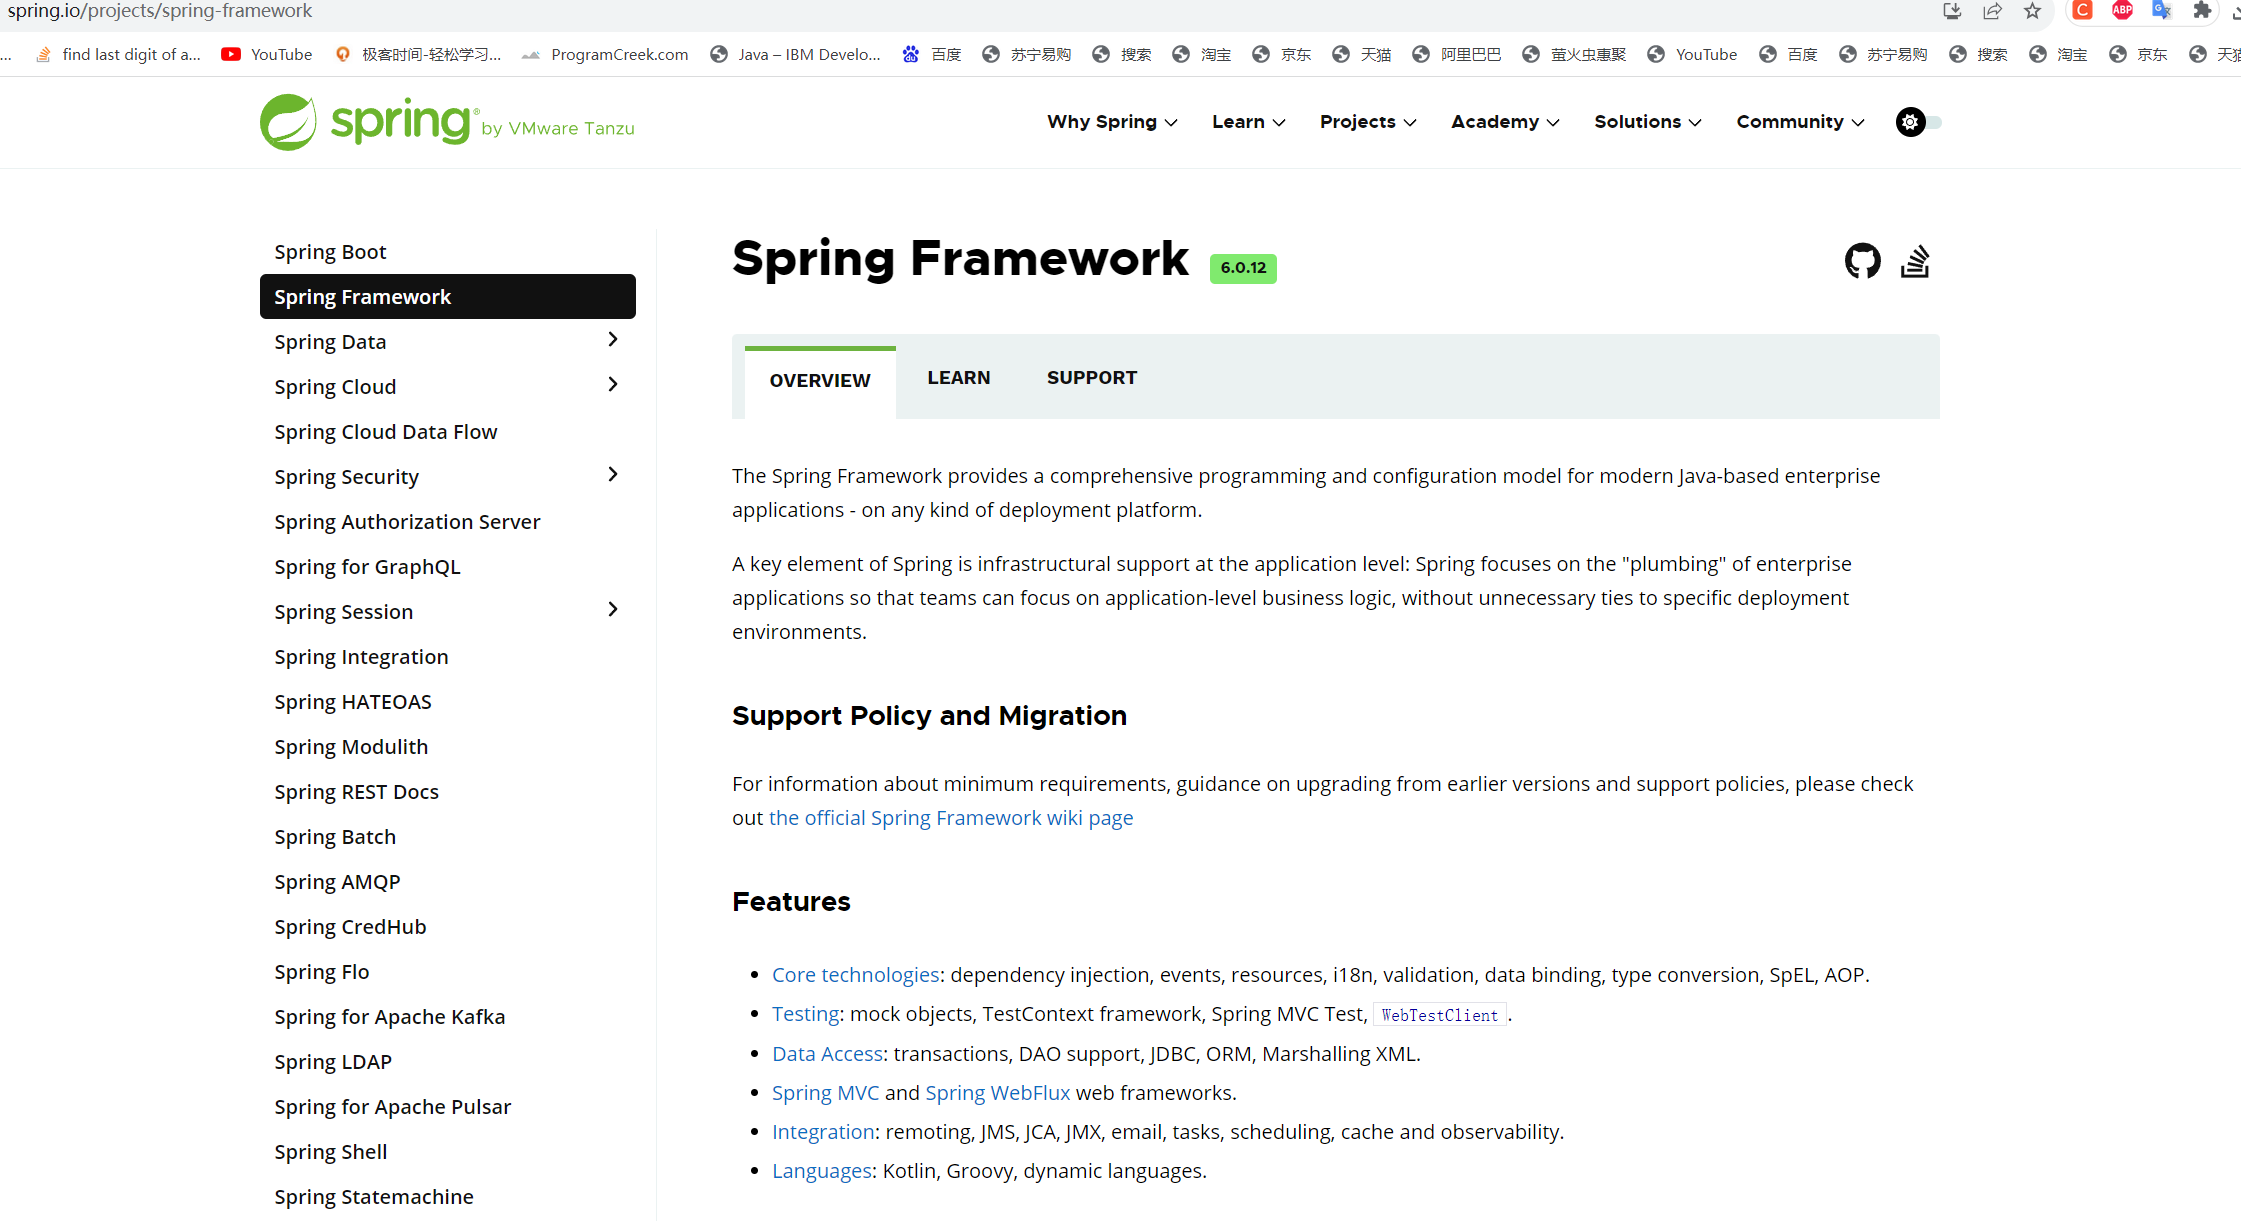 spring.io/projects/spring-framework
... find last digit of a... YouTube 极客时间-轻松学习... ProgramCreek.com Java – IBM Develo... 百度 苏宁易购 搜索 淘宝 京东 天猫 阿里巴巴 萤火虫惠聚 YouTube 百度 苏宁易购 搜索 淘宝 京东 天猫
spring® by VMware Tanzu
Why Spring Learn Projects Academy Solutions Community
Spring Boot
Spring Framework
Spring Data
Spring Cloud
Spring Cloud Data Flow
Spring Security
Spring Authorization Server
Spring for GraphQL
Spring Session
Spring Integration
Spring HATEOAS
Spring Modulith
Spring REST Docs
Spring Batch
Spring AMQP
Spring CredHub
Spring Flo
Spring for Apache Kafka
Spring LDAP
Spring for Apache Pulsar
Spring Shell
Spring Statemachine
Spring Framework 6.0.12
OVERVIEW LEARN SUPPORT
The Spring Framework provides a comprehensive programming and configuration model for modern Java-based enterprise
applications - on any kind of deployment platform.
A key element of Spring is infrastructural support at the application level: Spring focuses on the "plumbing" of enterprise
applications so that teams can focus on application-level business logic, without unnecessary ties to specific deployment
environments.
Support Policy and Migration
For information about minimum requirements, guidance on upgrading from earlier versions and support policies, please check
out the official Spring Framework wiki page
Features
• Core technologies: dependency injection, events, resources, i18n, validation, data binding, type conversion, SpEL, AOP.
• Testing: mock objects, TestContext framework, Spring MVC Test, WebTestClient.
• Data Access: transactions, DAO support, JDBC, ORM, Marshalling XML.
• Spring MVC and Spring WebFlux web frameworks.
• Integration: remoting, JMS, JCA, JMX, email, tasks, scheduling, cache and observability.
• Languages: Kotlin, Groovy, dynamic languages.